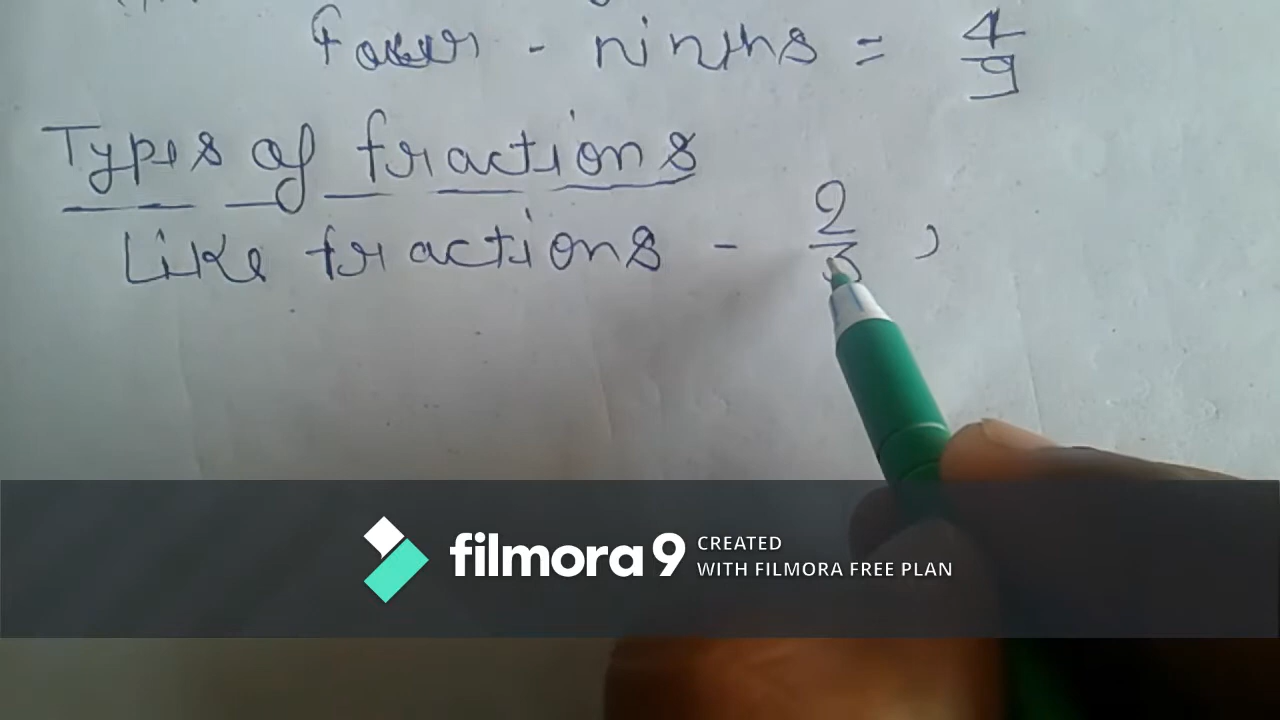 Four - ninths = 4/9
Types of fractions
Like fractions - 2/3 ,
filmora 9 CREATED
WITH FILMORA FREE PLAN